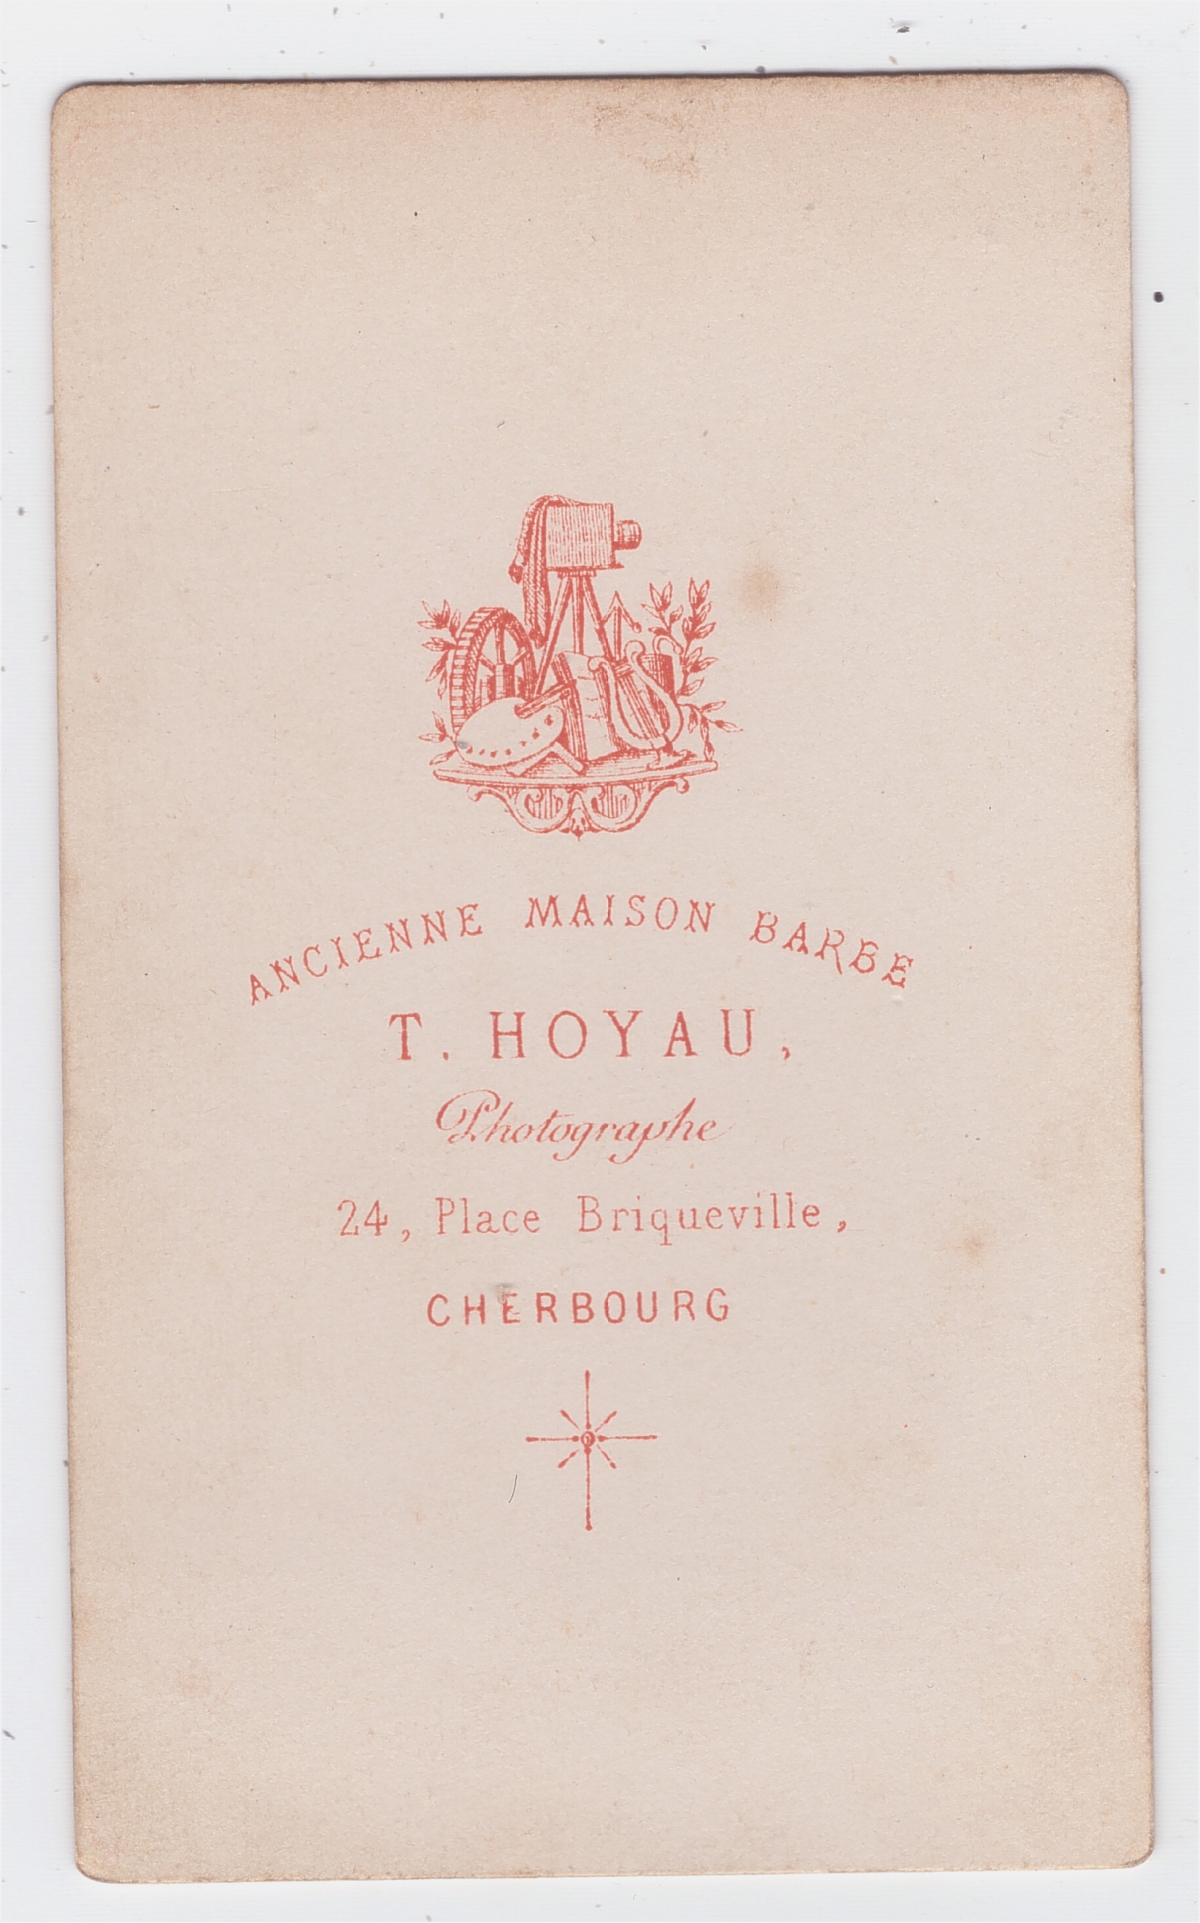 ANCIENNE MAISON BARBE
T. HOYAU,
Photographe
24, Place Briqueville,
CHERBOURG